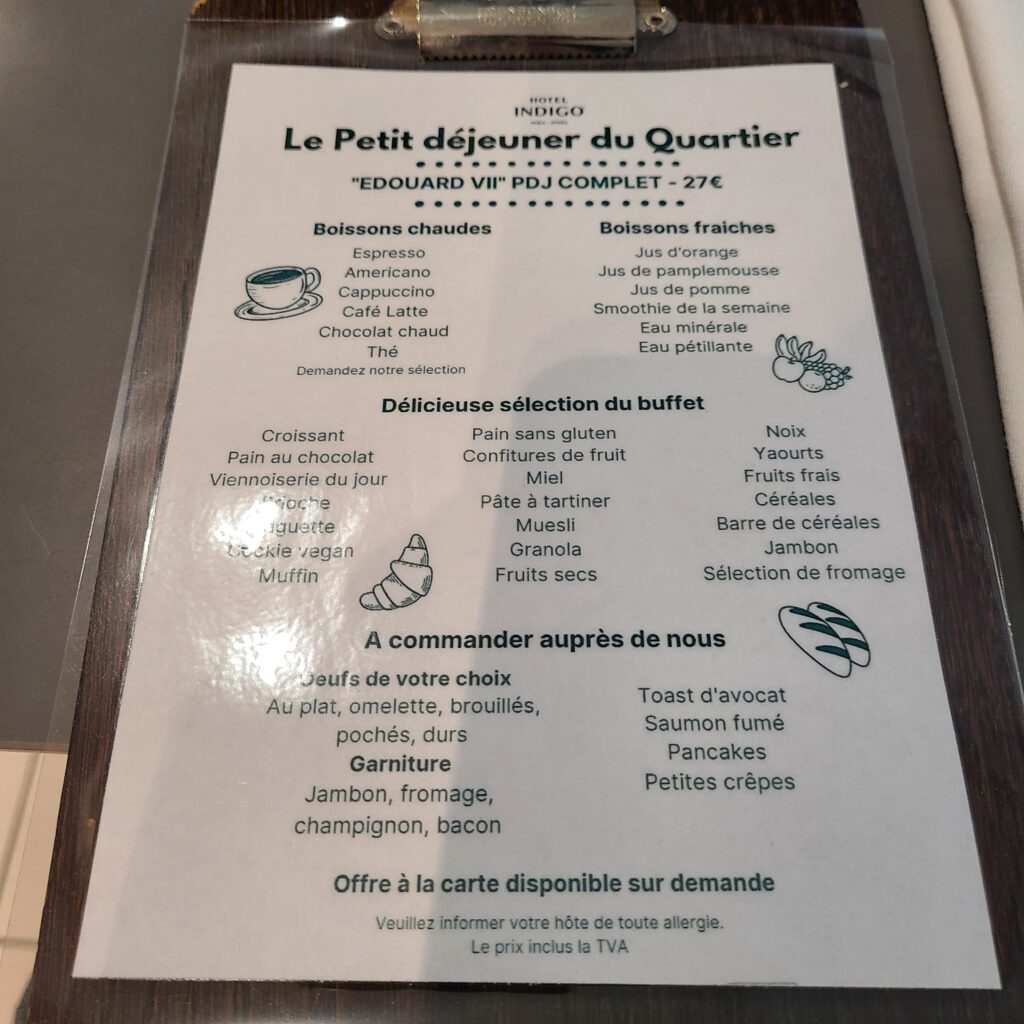 HOTEL
INDIGO
Le Petit déjeuner du Quartier
"EDOUARD VII" PDJ COMPLET - 27€
Boissons chaudes
Espresso
Americano
Cappuccino
Café Latte
Chocolat chaud
Thé
Demandez notre sélection
Boissons fraiches
Jus d'orange
Jus de pamplemousse
Jus de pomme
Smoothie de la semaine
Eau minérale
Eau pétillante
Délicieuse sélection du buffet
Croissant
Pain au chocolat
Viennoiserie du jour
Brioche
Baguette
Cookie vegan
Muffin
Pain sans gluten
Confitures de fruit
Miel
Pâte à tartiner
Muesli
Granola
Fruits secs
Noix
Yaourts
Fruits frais
Céréales
Barre de céréales
Jambon
Sélection de fromage
A commander auprès de nous
Oeufs de votre choix
Au plat, omelette, brouillés,
pochés, durs
Garniture
Jambon, fromage,
champignon, bacon
Toast d'avocat
Saumon fumé
Pancakes
Petites crêpes
Offre à la carte disponible sur demande
Veuillez informer votre hôte de toute allergie.
Le prix inclus la TVA